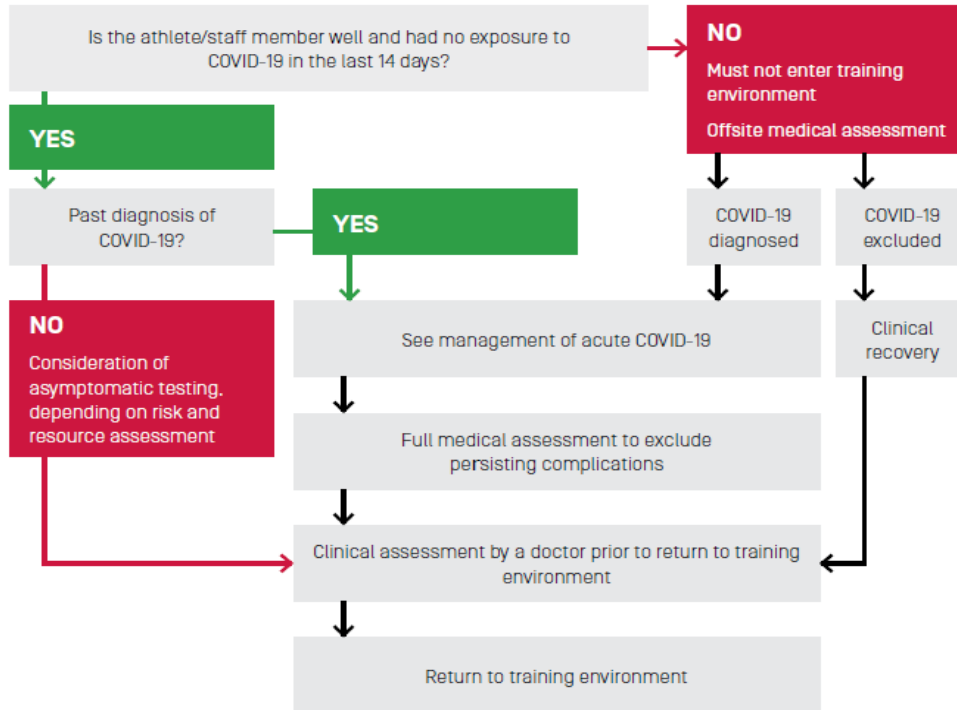 Is the athlete/staff member well and had no exposure to
COVID-19 in the last 14 days?
NO
Must not enter training
environment
Offsite medical assessment
YES
Past diagnosis of
COVID-19?
YES
COVID-19
diagnosed
COVID-19
excluded
NO
Consideration of
asymptomatic testing,
depending on risk and
resource assessment
See management of acute COVID-19
Clinical
recovery
Full medical assessment to exclude
persisting complications
Clinical assessment by a doctor prior to return to training
environment
Return to training environment